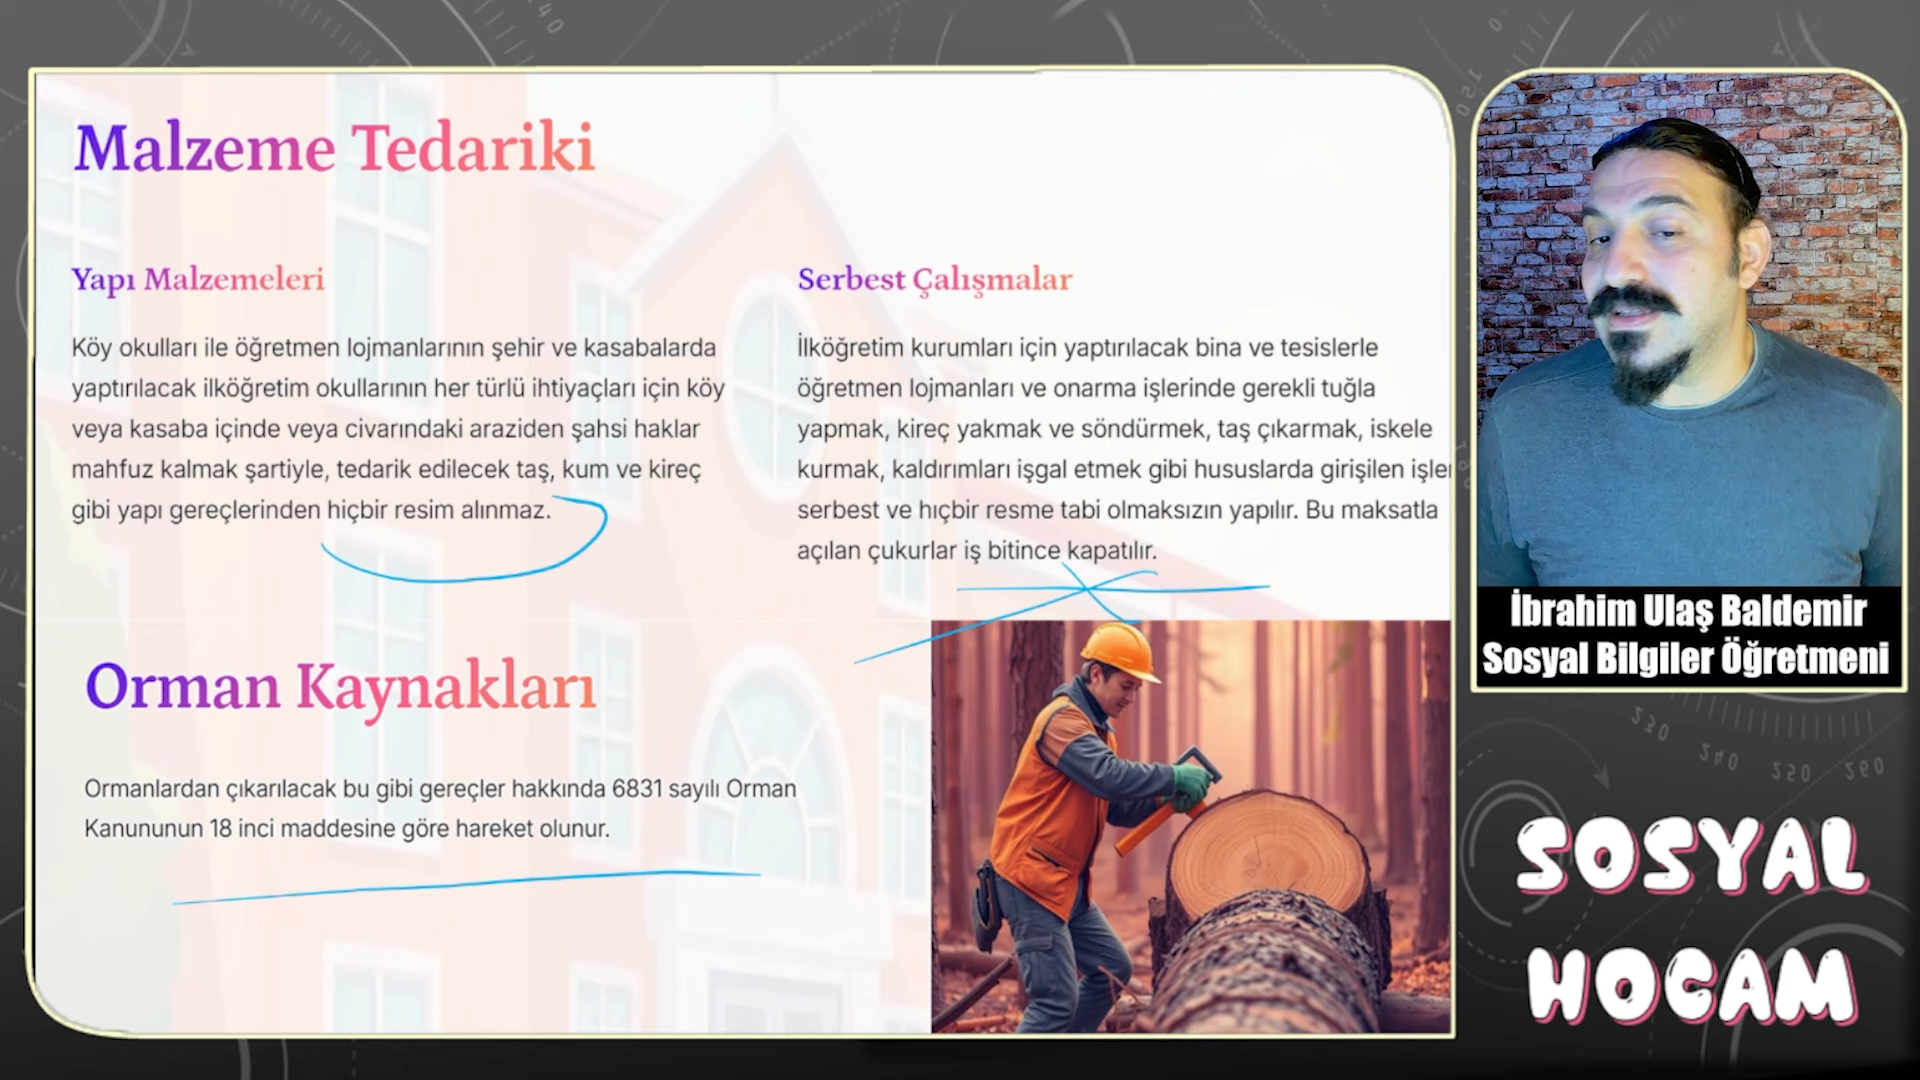 Malzeme Tedariki
Yapı Malzemeleri
Köy okulları ile öğretmen lojmanlarının şehir ve kasabalarda
yaptırılacak ilköğretim okullarının her türlü ihtiyaçları için köy
veya kasaba içinde veya civarındaki araziden şahsi haklar
mahfuz kalmak şartiyle, tedarik edilecek taş, kum ve kireç
gibi yapı gereçlerinden hiçbir resim alınmaz.
Serbest Çalışmalar
İlköğretim kurumları için yaptırılacak bina ve tesislerle
öğretmen lojmanları ve onarma işlerinde gerekli tuğla
yapmak, kireç yakmak ve söndürmek, taş çıkarmak, iskele
kurmak, kaldırımları işgal etmek gibi hususlarda girişilen işler
serbest ve hıçbir resme tabi olmaksızın yapılır. Bu maksatla
açılan çukurlar iş bitince kapatılır.
Orman Kaynakları
Ormanlardan çıkarılacak bu gibi gereçler hakkında 6831 sayılı Orman
Kanununun 18 inci maddesine göre hareket olunur.
İbrahim Ulaş Baldemir
Sosyal Bilgiler Öğretmeni
SOSYAL
HOCAM
40
230
240
250
260